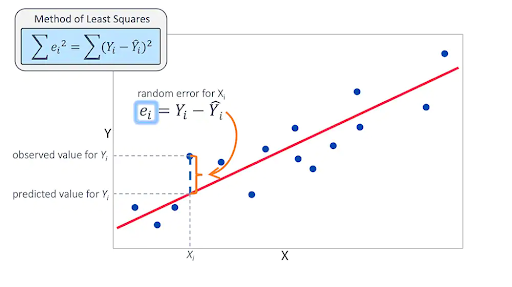 Method of Least Squares
∑ eᵢ² = ∑(Yᵢ − Ȳᵢ)²
random error for Xᵢ
eᵢ = Yᵢ − Ŷᵢ
Y
observed value for Yᵢ
predicted value for Yᵢ
Xᵢ
X